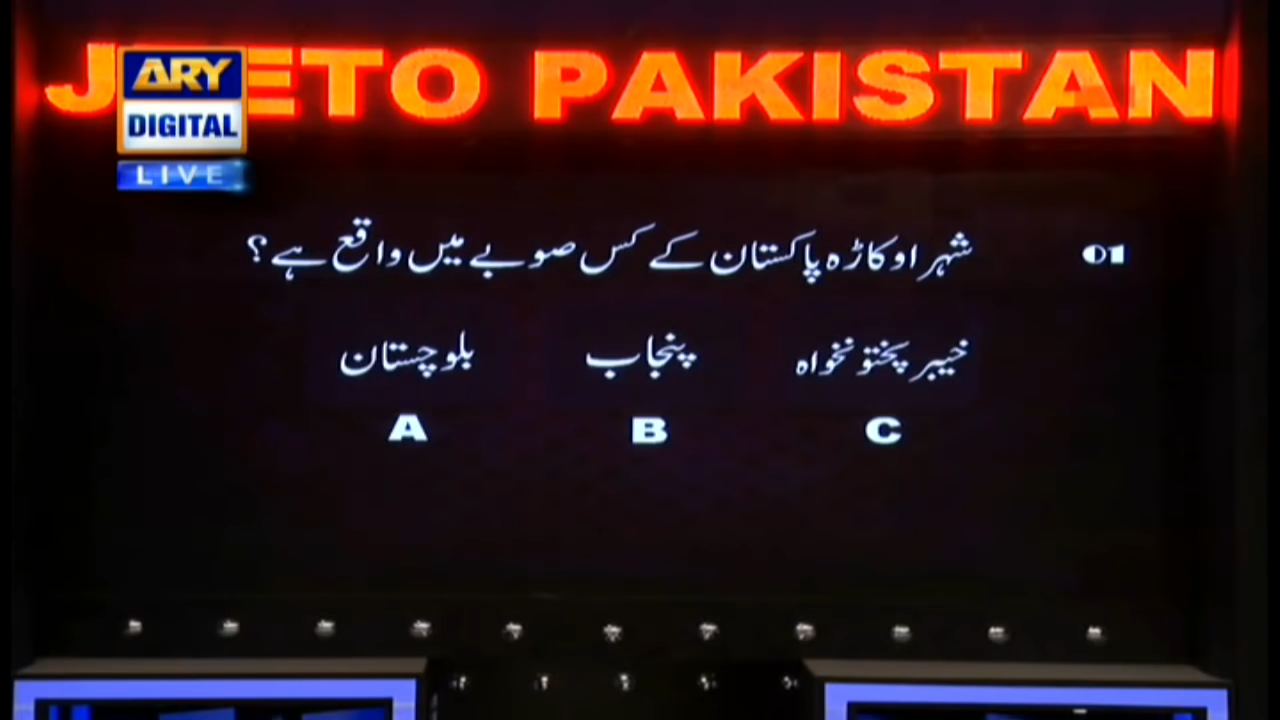 JEETO PAKISTAN
ARY
DIGITAL
LIVE
01 شہر اوکاڑہ پاکستان کے کس صوبے میں واقع ہے؟
خیبر پختونخواہ پنجاب بلوچستان
C B A